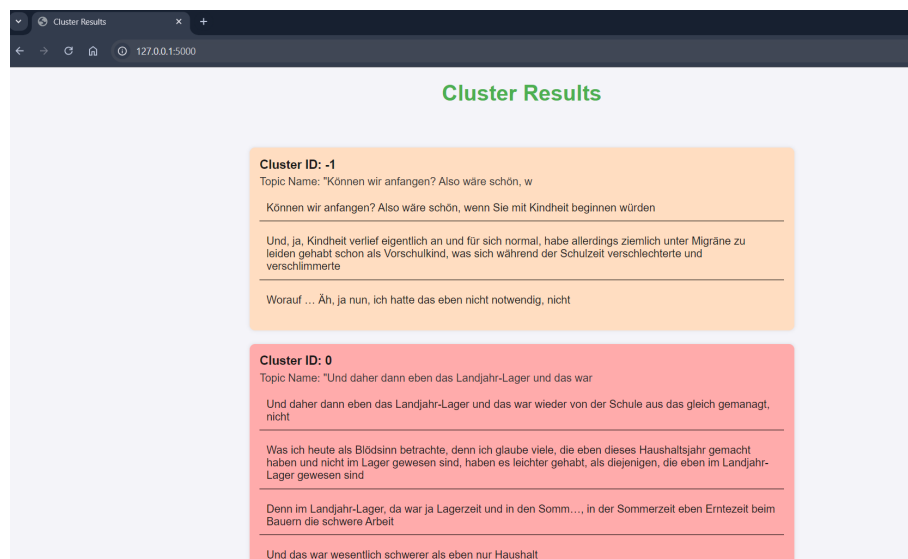 Cluster Results
127.0.0.1:5000
Cluster Results
Cluster ID: -1
Topic Name: "Können wir anfangen? Also wäre schön, w
Können wir anfangen? Also wäre schön, wenn Sie mit Kindheit beginnen würden
Und, ja, Kindheit verlief eigentlich an und für sich normal, habe allerdings ziemlich unter Migräne zu
leiden gehabt schon als Vorschulkind, was sich während der Schulzeit verschlechterte und
verschlimmerte
Worauf … Äh, ja nun, ich hatte das eben nicht notwendig, nicht
Cluster ID: 0
Topic Name: "Und daher dann eben das Landjahr-Lager und das war
Und daher dann eben das Landjahr-Lager und das war wieder von der Schule aus das gleich gemanagt,
nicht
Was ich heute als Blödsinn betrachte, denn ich glaube viele, die eben dieses Haushaltsjahr gemacht
haben und nicht im Lager gewesen sind, haben es leichter gehabt, als diejenigen, die eben im Landjahr-
Lager gewesen sind
Denn im Landjahr-Lager, da war ja Lagerzeit und in den Somm…, in der Sommerzeit eben Erntezeit beim
Bauern die schwere Arbeit
Und das war wesentlich schwerer als eben nur Haushalt